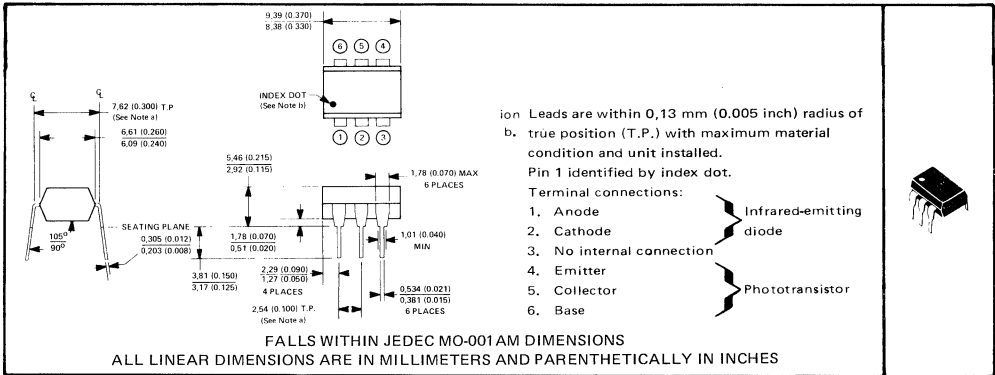 9,39 (0.370)
8,38 (0 330)
6 5 4
INDEX DOT
(See Note b)
1 2 3
℄ ℄
7,62 (0.300) T.P
(See Note a)
6,61 (0.260)
6,09 (0.240)
105°
90°
SEATING PLANE
0,305 (0.012)
0,203 (0.008)
5,46 (0.215)
2,92 (0.115)
1,78 (0.070) MAX
6 PLACES
1,78 (0.070)
0,51 (0.020)
1,01 (0.040)
MIN
3,81 (0.150)
3,17 (0.125)
2,29 (0.090)
1,27 (0.050)
4 PLACES
0,534 (0.021)
0,381 (0.015)
6 PLACES
2,54 (0.100) T.P.
(See Note a)
ion Leads are within 0,13 mm (0.005 inch) radius of
b. true position (T.P.) with maximum material
condition and unit installed.
Pin 1 identified by index dot.
Terminal connections:
1. Anode
2. Cathode
Infrared-emitting
diode
3. No internal connection
4. Emitter
5. Collector
6. Base
Phototransistor
FALLS WITHIN JEDEC MO-001AM DIMENSIONS
ALL LINEAR DIMENSIONS ARE IN MILLIMETERS AND PARENTHETICALLY IN INCHES